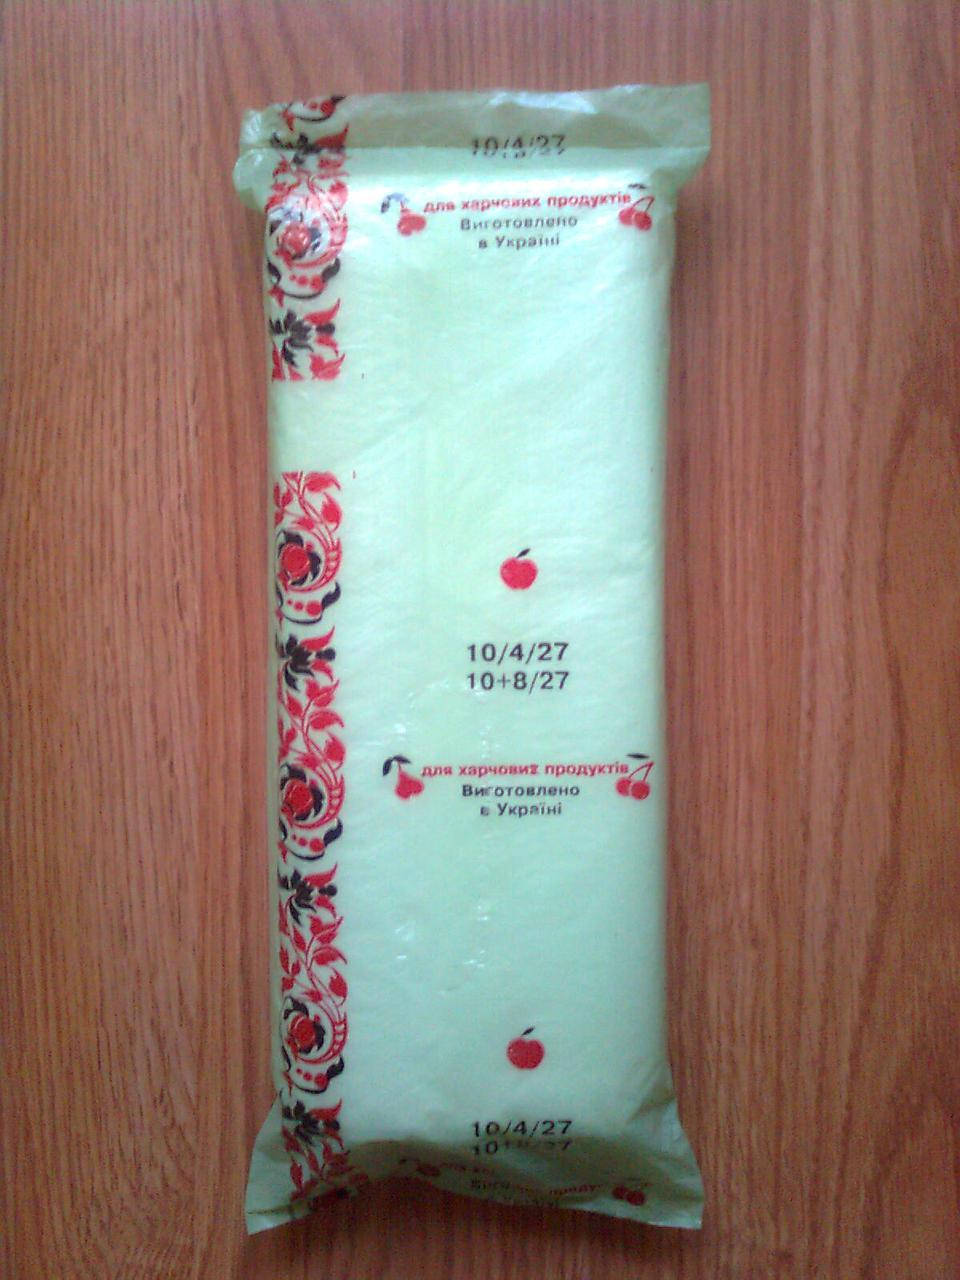 10/4/27
для харчових продуктів
Виготовлено
в Україні
10/4/27
10+8/27
для харчових продуктів
Виготовлено
в Україні
10/4/27